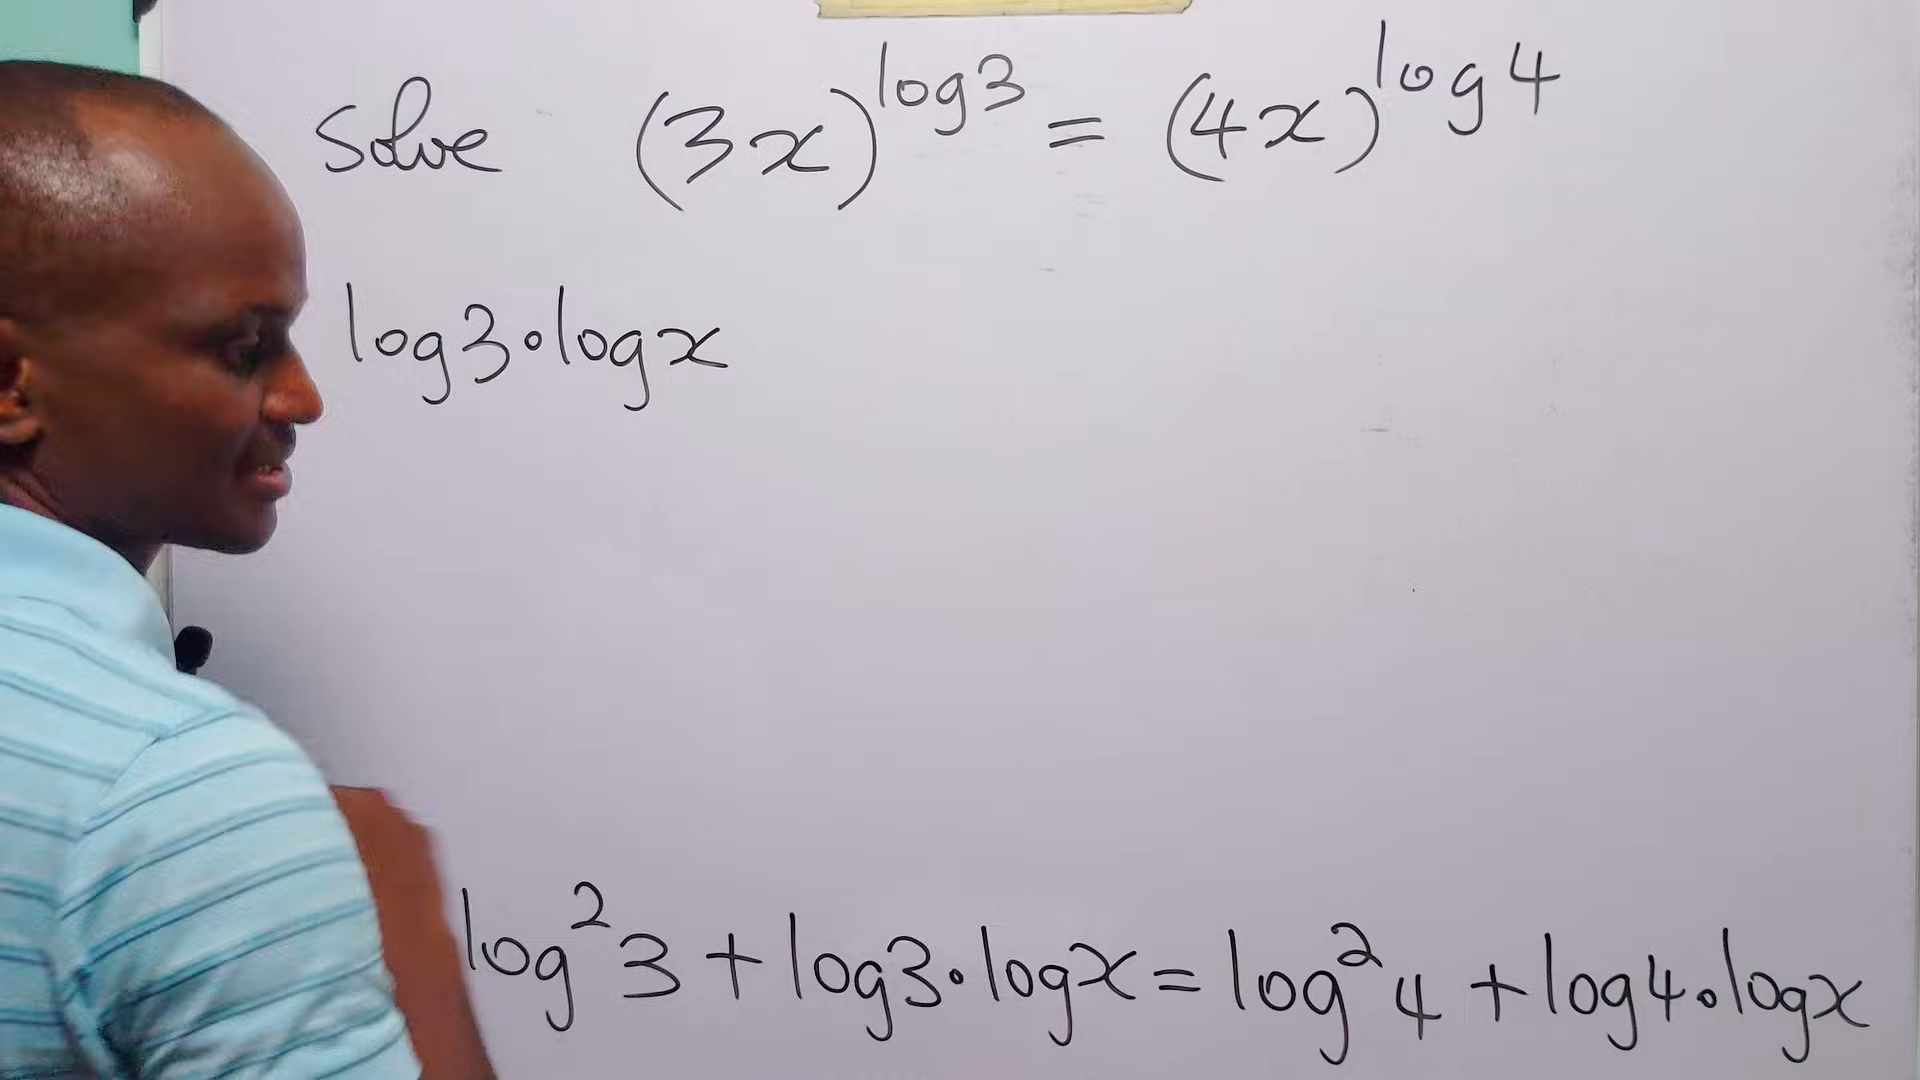 Solve (3x)^log3 = (4x)^log4
log3·logx
log²3 + log3·logx = log²4 + log4·logx